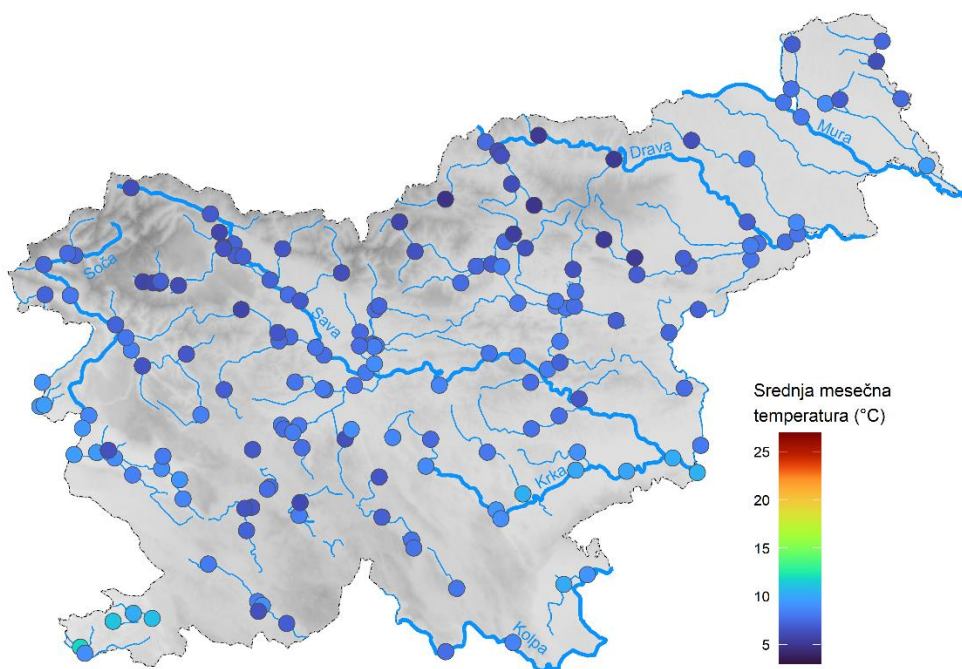 Mura
Drava
Soča
Sava
Krka
Kolpa
Srednja mesečna
temperatura (°C)
25
20
15
10
5